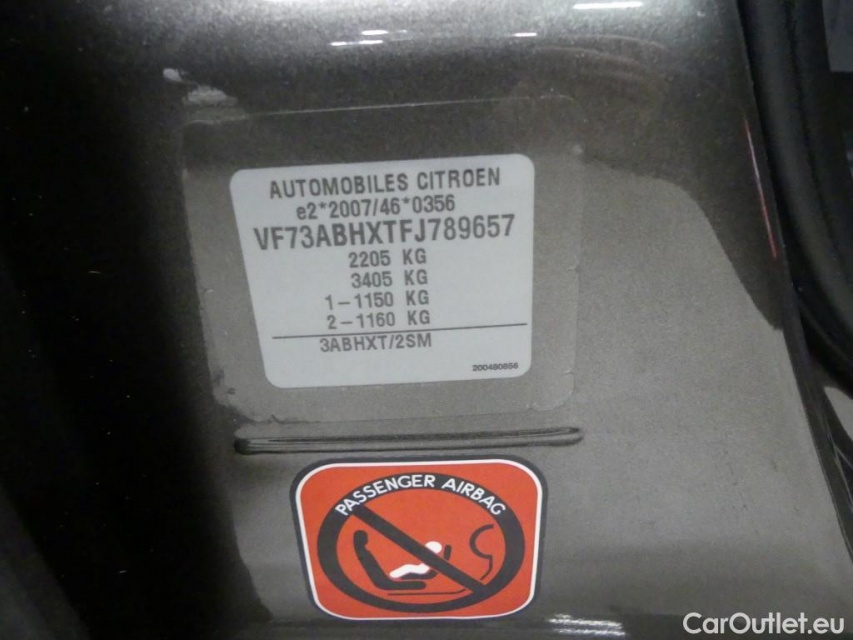 AUTOMOBILES CITROEN
e2*2007/46*0356
VF73ABHXTFJ789657
2205 KG
3405 KG
1-1150 KG
2-1160 KG
3ABHXT/2SM
200480856
PASSENGER AIRBAG
CarOutlet.eu